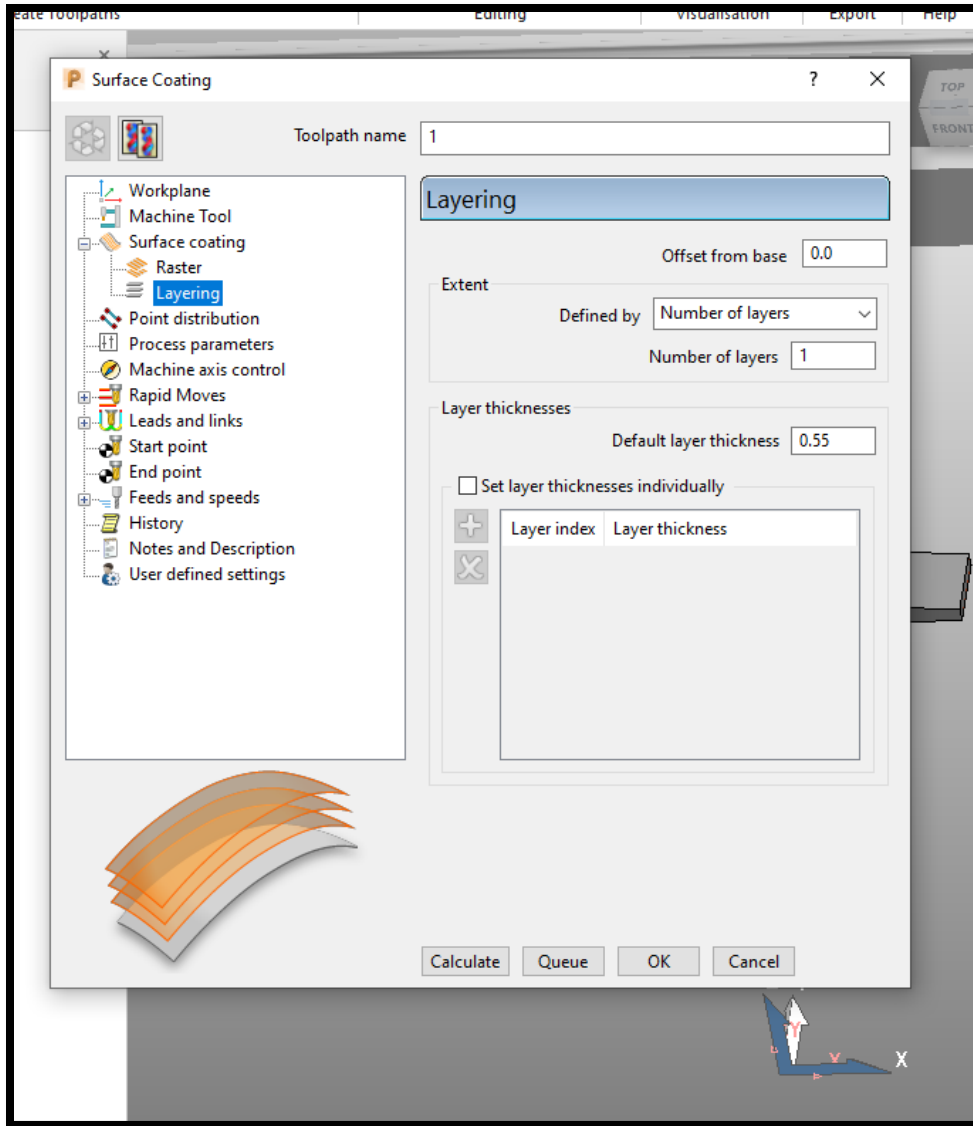 eate Toolpaths Editing Visualisation Export Help
Surface Coating ? ×
TOP
FRONT
Toolpath name 1
Workplane
Machine Tool
Surface coating
Raster
Layering
Point distribution
Process parameters
Machine axis control
Rapid Moves
Leads and links
Start point
End point
Feeds and speeds
History
Notes and Description
User defined settings
Layering
Offset from base 0.0
Extent
Defined by Number of layers
Number of layers 1
Layer thicknesses
Default layer thickness 0.55
Set layer thicknesses individually
Layer index Layer thickness
Calculate Queue OK Cancel
Y
X